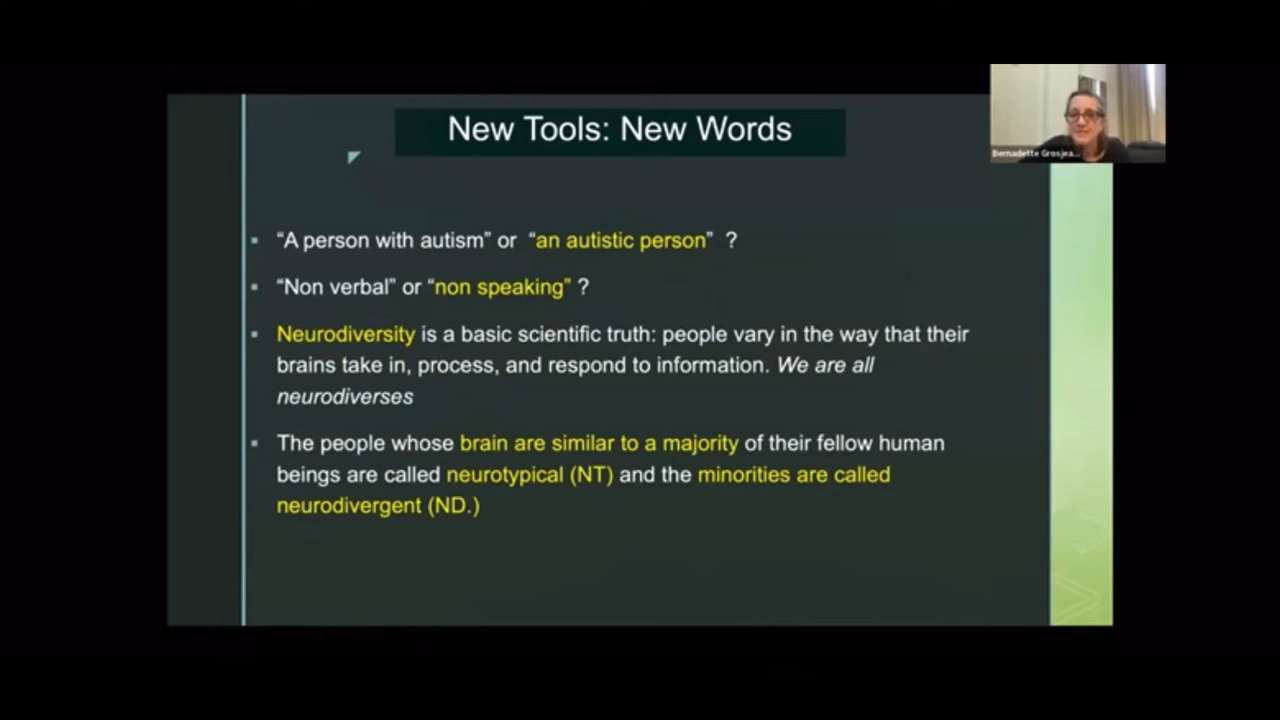 New Tools: New Words
Bernadette Grosjea...
“A person with autism” or “an autistic person” ?
“Non verbal” or “non speaking” ?
Neurodiversity is a basic scientific truth: people vary in the way that their
brains take in, process, and respond to information. We are all
neurodiverses
The people whose brain are similar to a majority of their fellow human
beings are called neurotypical (NT) and the minorities are called
neurodivergent (ND.)